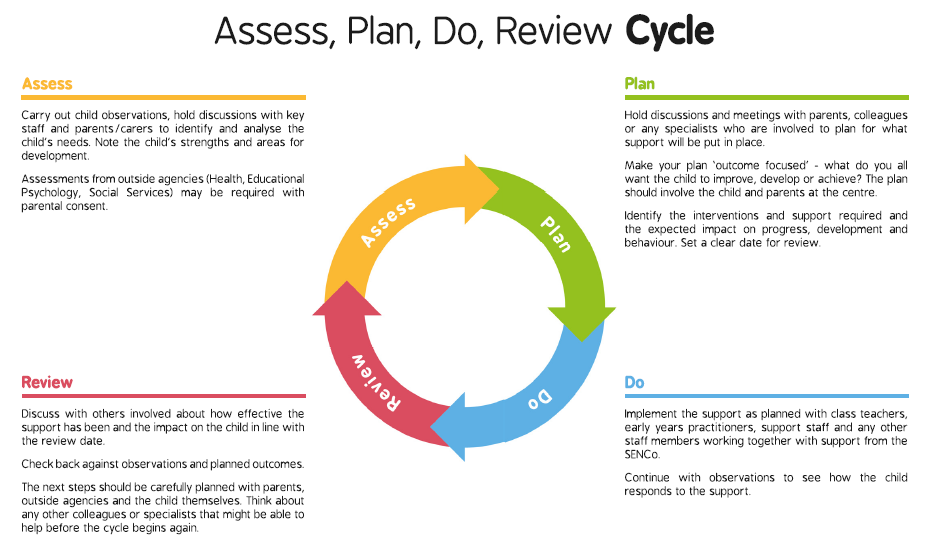 Assess, Plan, Do, Review Cycle
Assess
Carry out child observations, hold discussions with key
staff and parents/carers to identify and analyse the
child's needs. Note the child's strengths and areas for
development.
Assessments from outside agencies (Health, Educational
Psychology, Social Services) may be required with
parental consent.
Plan
Hold discussions and meetings with parents, colleagues
or any specialists who are involved to plan for what
support will be put in place.
Make your plan 'outcome focused' - what do you all
want the child to improve, develop or achieve? The plan
should involve the child and parents at the centre.
Identify the interventions and support required and
the expected impact on progress, development and
behaviour. Set a clear date for review.
Assess
Plan
Do
Review
Review
Discuss with others involved about how effective the
support has been and the impact on the child in line with
the review date.
Check back against observations and planned outcomes.
The next steps should be carefully planned with parents,
outside agencies and the child themselves. Think about
any other colleagues or specialists that might be able to
help before the cycle begins again.
Do
Implement the support as planned with class teachers,
early years practitioners, support staff and any other
staff members working together with support from the
SENCo.
Continue with observations to see how the child
responds to the support.